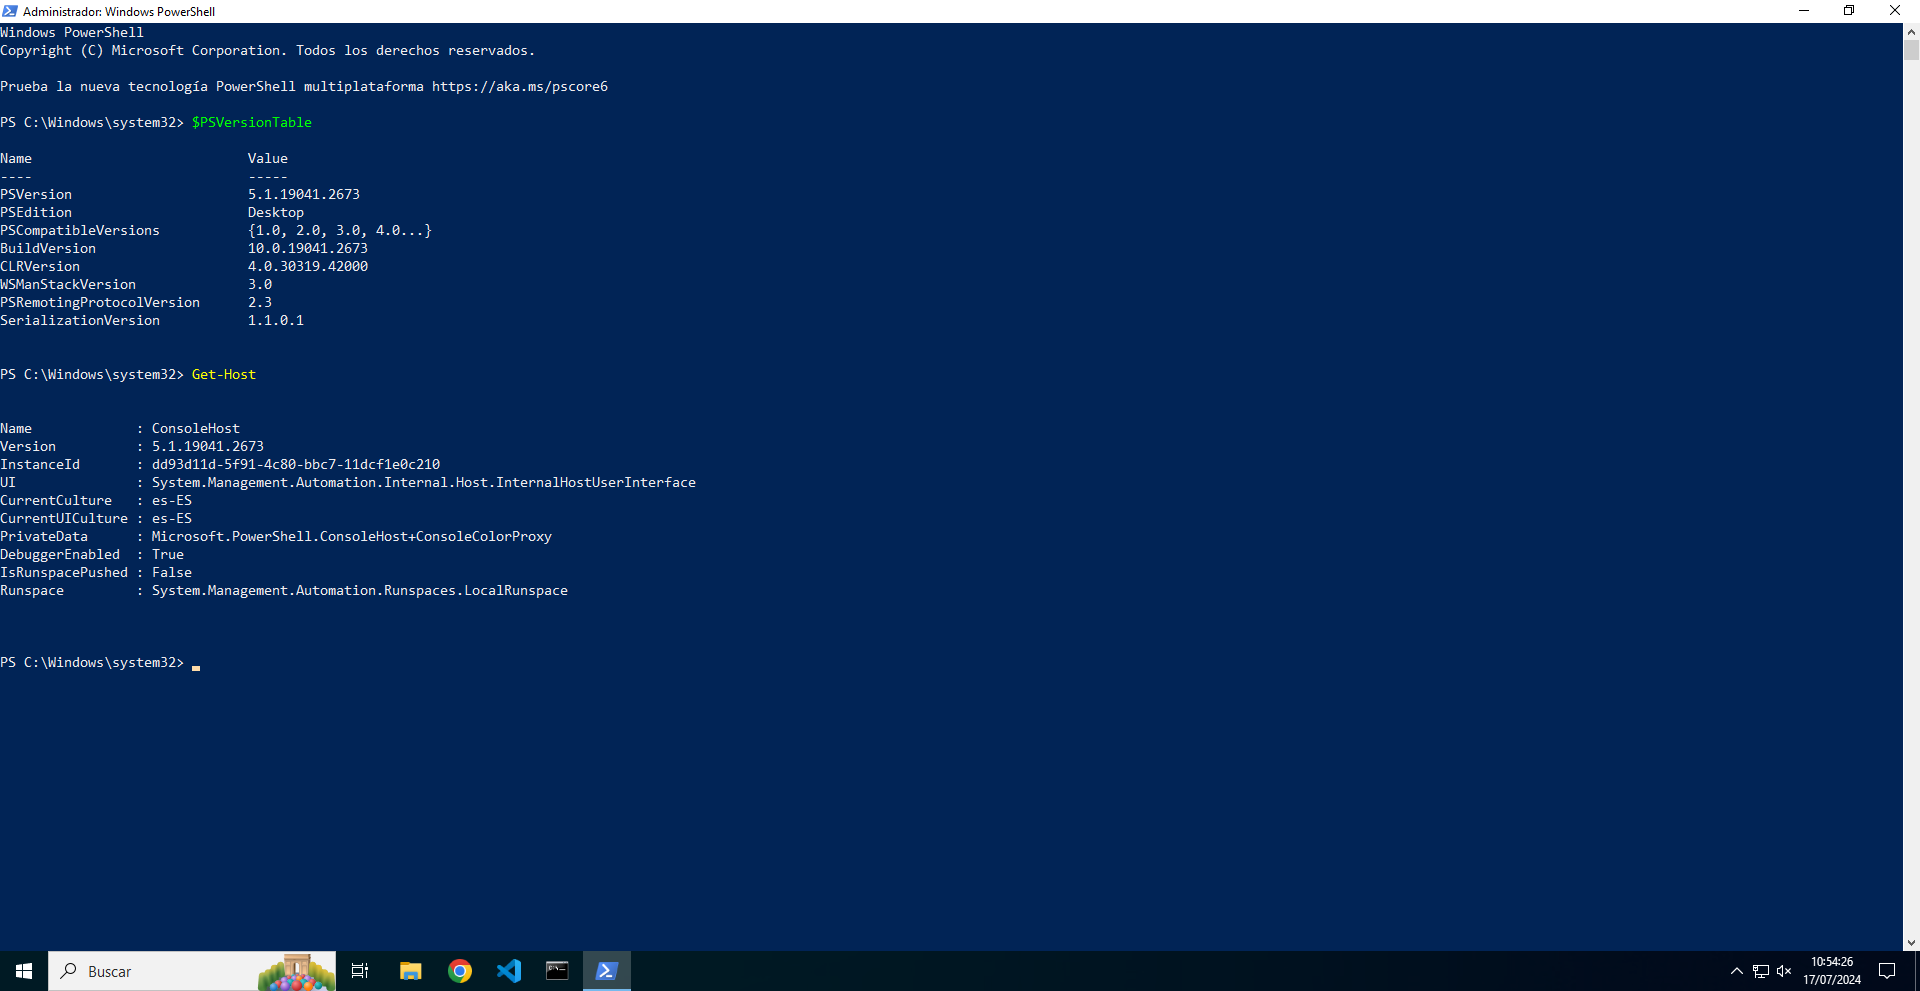 Administrador: Windows PowerShell
Windows PowerShell
Copyright (C) Microsoft Corporation. Todos los derechos reservados.
Prueba la nueva tecnología PowerShell multiplataforma https://aka.ms/pscore6
PS C:\Windows\system32> $PSVersionTable
Name                           Value
----                           -----
PSVersion                      5.1.19041.2673
PSEdition                      Desktop
PSCompatibleVersions           {1.0, 2.0, 3.0, 4.0...}
BuildVersion                   10.0.19041.2673
CLRVersion                     4.0.30319.42000
WSManStackVersion              3.0
PSRemotingProtocolVersion      2.3
SerializationVersion           1.1.0.1
PS C:\Windows\system32> Get-Host
Name             : ConsoleHost
Version          : 5.1.19041.2673
InstanceId       : dd93d11d-5f91-4c80-bbc7-11dcf1e0c210
UI               : System.Management.Automation.Internal.Host.InternalHostUserInterface
CurrentCulture   : es-ES
CurrentUICulture : es-ES
PrivateData      : Microsoft.PowerShell.ConsoleHost+ConsoleColorProxy
DebuggerEnabled  : True
IsRunspacePushed : False
Runspace         : System.Management.Automation.Runspaces.LocalRunspace
PS C:\Windows\system32>
Buscar
10:54:26
17/07/2024